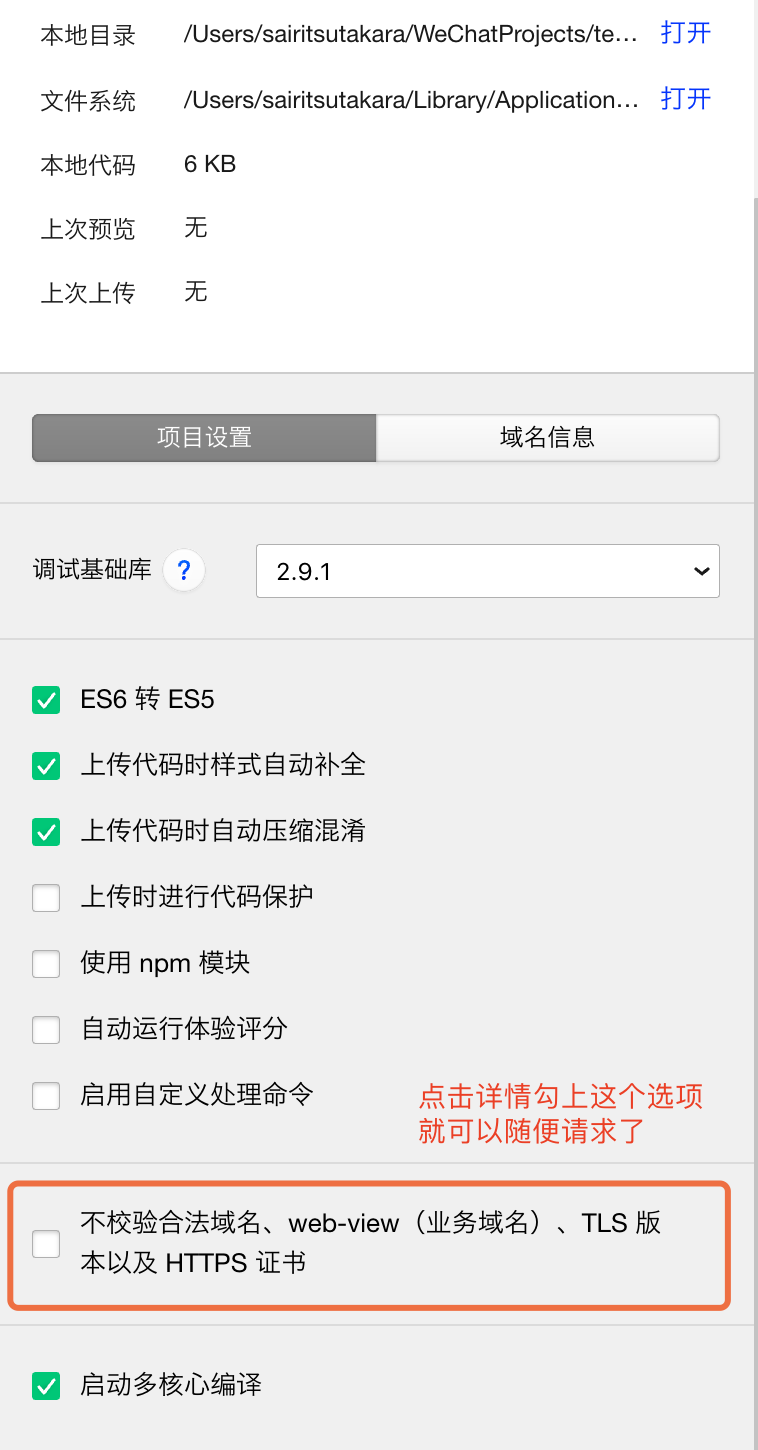 本地目录 /Users/sairitsutakara/WeChatProjects/te... 打开
文件系统 /Users/sairitsutakara/Library/Application... 打开
本地代码 6 KB
上次预览 无
上次上传 无
项目设置 域名信息
调试基础库 ? 2.9.1
ES6 转 ES5
上传代码时样式自动补全
上传代码时自动压缩混淆
上传时进行代码保护
使用 npm 模块
自动运行体验评分
启用自定义处理命令
点击详情勾上这个选项
就可以随便请求了
不校验合法域名、web-view（业务域名）、TLS 版
本以及 HTTPS 证书
启动多核心编译